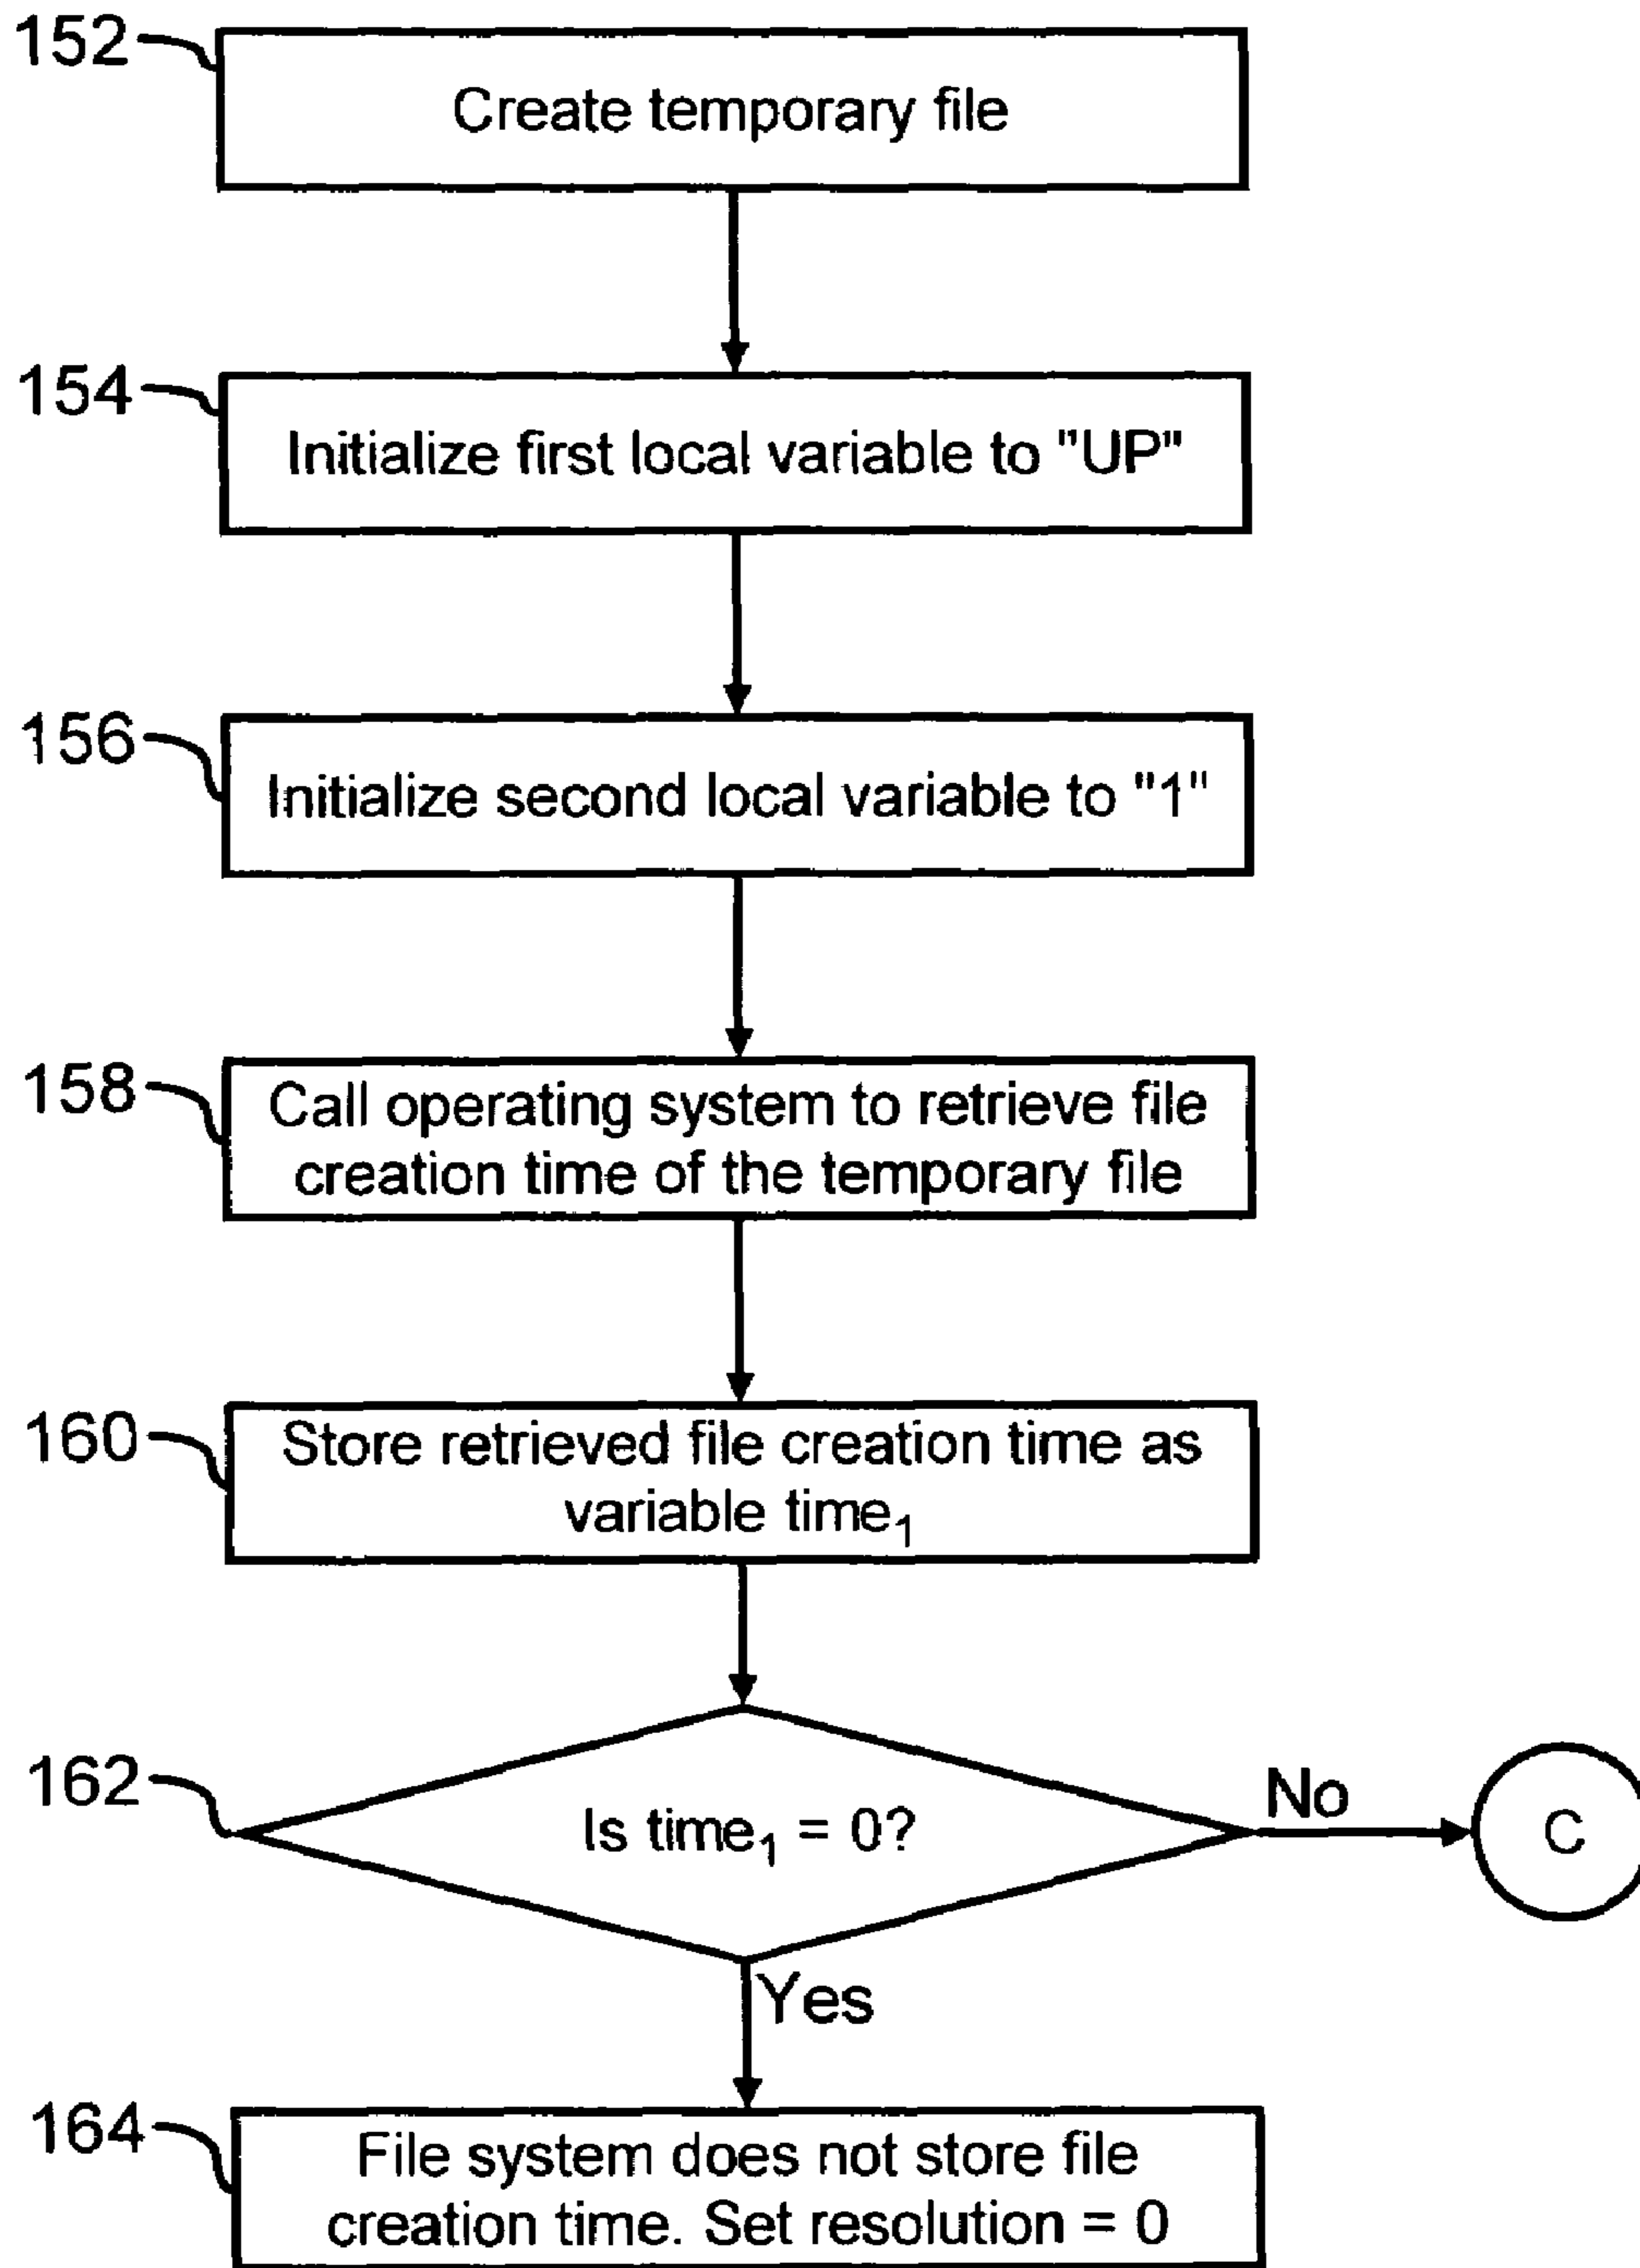 152
Create temporary file
154
Initialize first local variable to "UP"
156
Initialize second local variable to "1"
158
Call operating system to retrieve file
creation time of the temporary file
160
Store retrieved file creation time as
variable time₁
162
Is time₁ = 0?
No
C
Yes
164
File system does not store file
creation time. Set resolution = 0